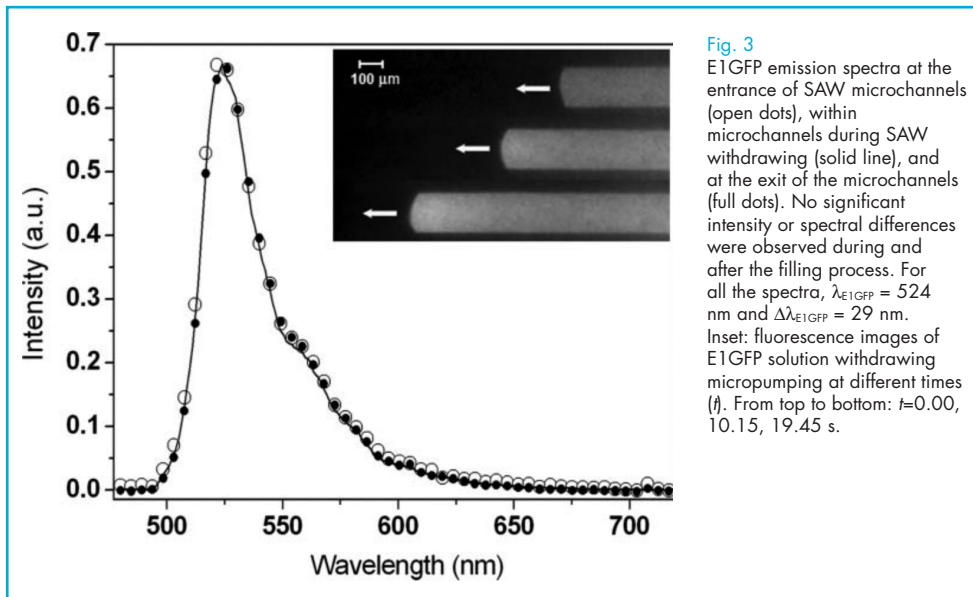 0.7
0.6
0.5
0.4
0.3
0.2
0.1
0.0
Intensity (a.u.)
500
550
600
650
700
Wavelength (nm)
100 μm
Fig. 3
E1GFP emission spectra at the
entrance of SAW microchannels
(open dots), within
microchannels during SAW
withdrawing (solid line), and
at the exit of the microchannels
(full dots). No significant
intensity or spectral differences
were observed during and
after the filling process. For
all the spectra, λE1GFP = 524
nm and ΔλE1GFP = 29 nm.
Inset: fluorescence images of
E1GFP solution withdrawing
micropumping at different times
(t). From top to bottom: t=0.00,
10.15, 19.45 s.